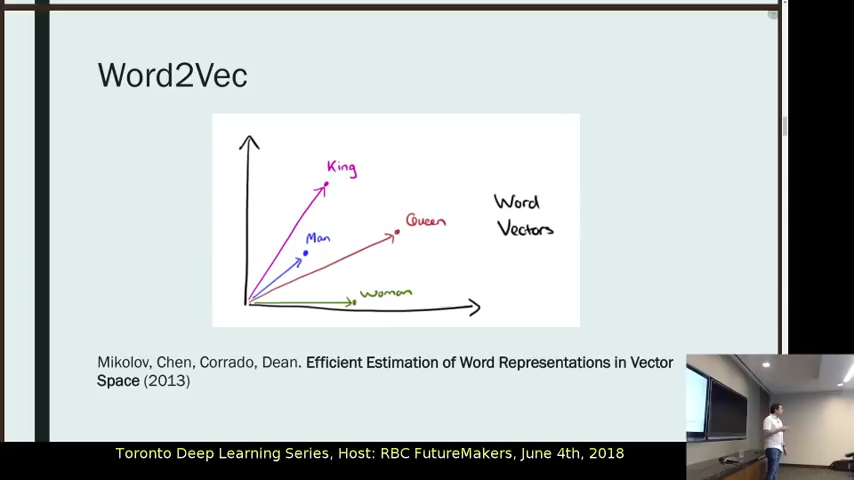 Word2Vec
King
Queen
Man
Woman
Word
Vectors
Mikolov, Chen, Corrado, Dean. Efficient Estimation of Word Representations in Vector
Space (2013)
Toronto Deep Learning Series, Host: RBC FutureMakers, June 4th, 2018